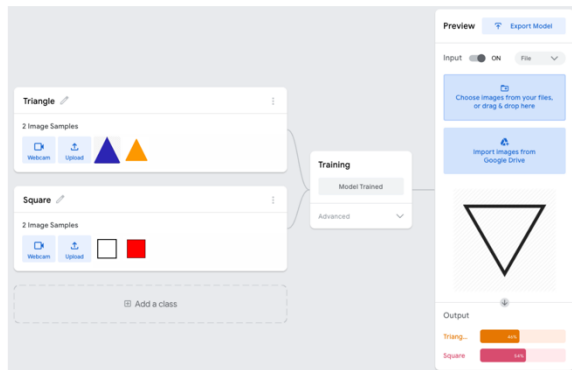 Preview
Export Model
Input
ON
File
Choose images from your files,
or drag & drop here
Import images from
Google Drive
Triangle
2 Image Samples
Webcam
Upload
Square
2 Image Samples
Webcam
Upload
Add a class
Training
Model Trained
Advanced
Output
Triang...
Square